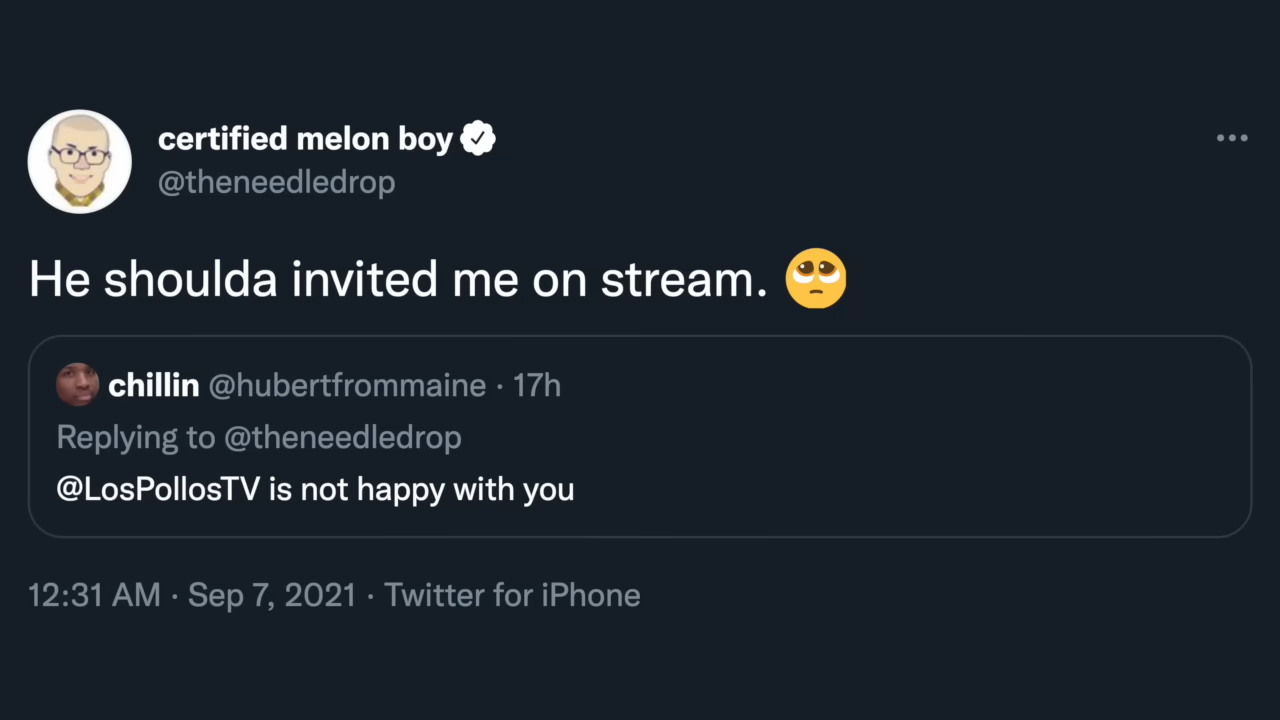 certified melon boy
@theneedledrop
He shoulda invited me on stream. 🥺
chillin @hubertfrommaine · 17h
Replying to @theneedledrop
@LosPollosTV is not happy with you
12:31 AM · Sep 7, 2021 · Twitter for iPhone